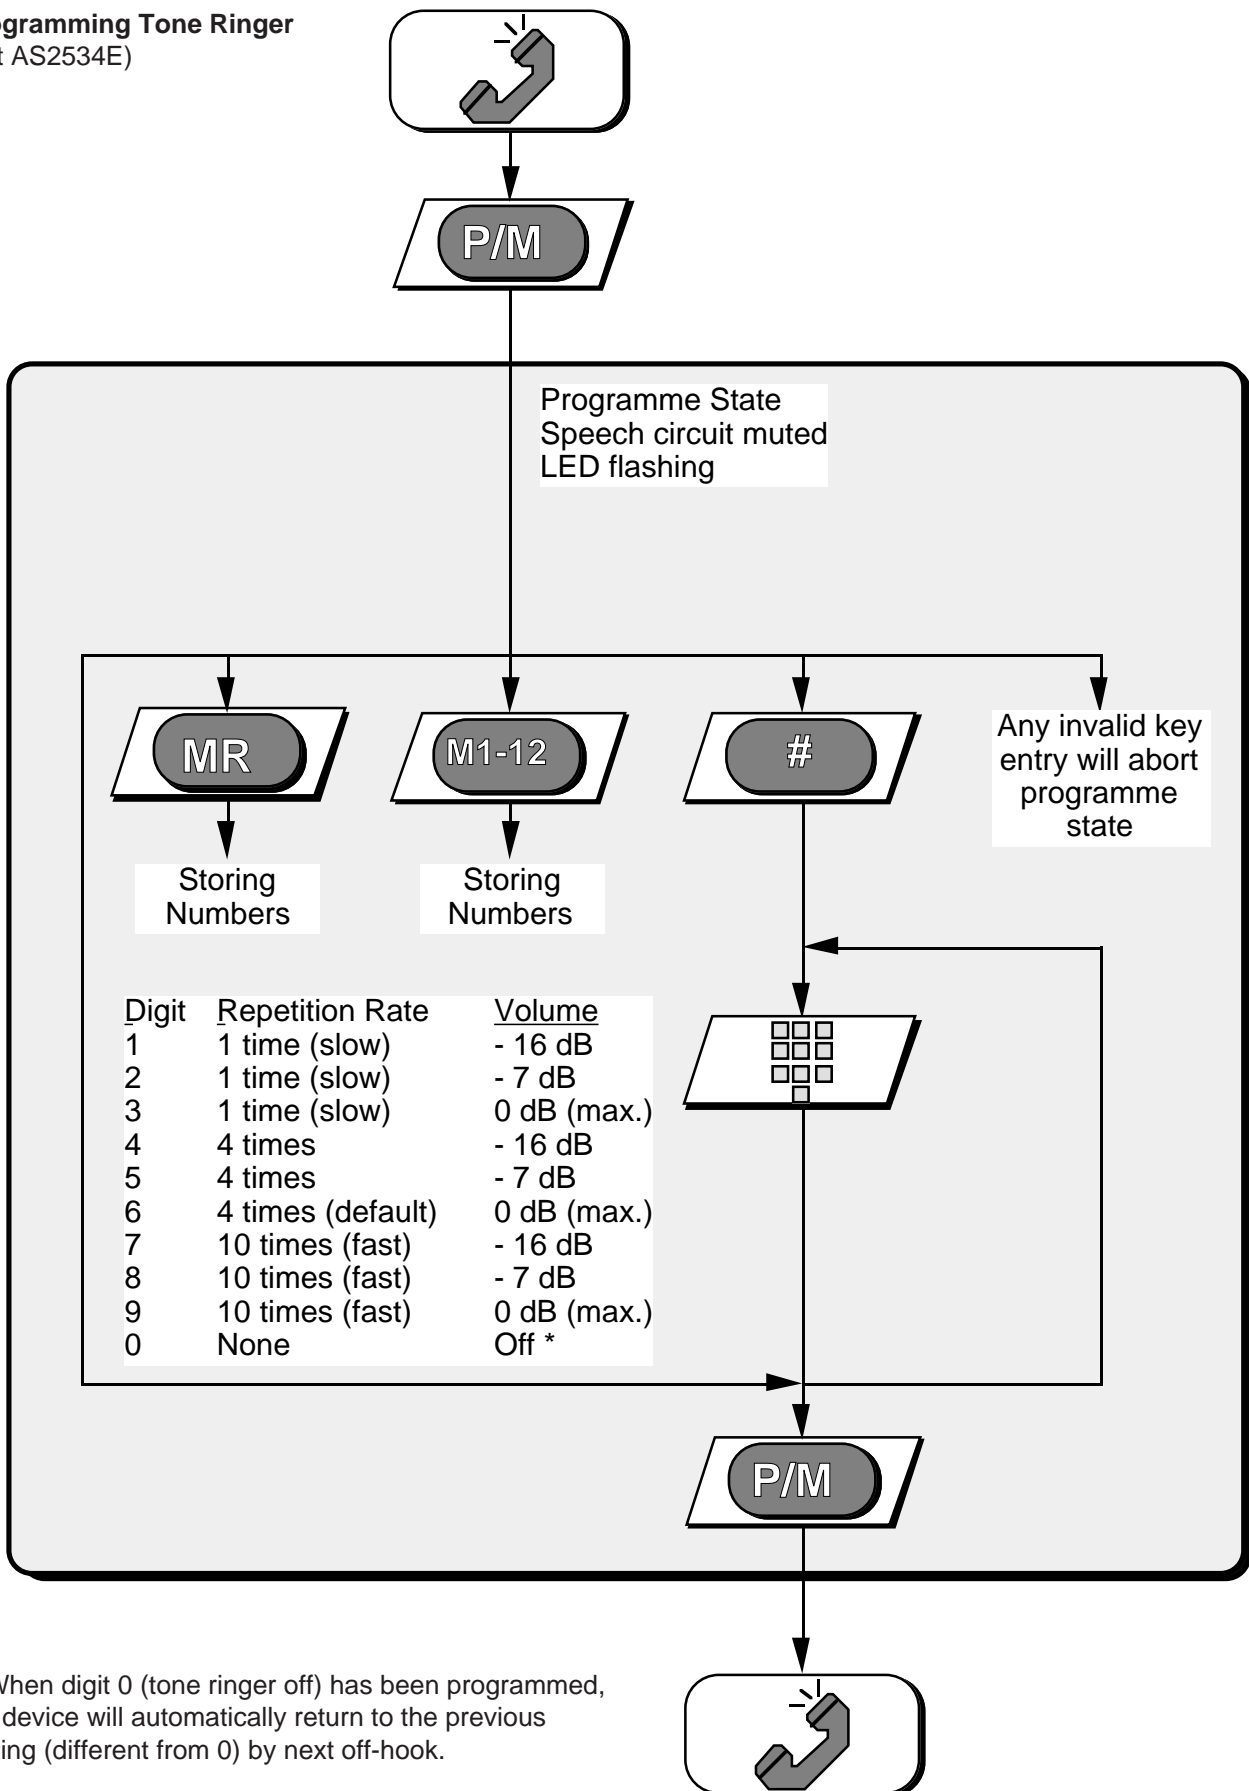 ogramming Tone Ringer
t AS2534E)
P/M
Programme State
Speech circuit muted
LED flashing
MR
M1-12
#
Any invalid key
entry will abort
programme
state
Storing
Numbers
Storing
Numbers
Digit Repetition Rate Volume
1 1 time (slow) - 16 dB
2 1 time (slow) - 7 dB
3 1 time (slow) 0 dB (max.)
4 4 times - 16 dB
5 4 times - 7 dB
6 4 times (default) 0 dB (max.)
7 10 times (fast) - 16 dB
8 10 times (fast) - 7 dB
9 10 times (fast) 0 dB (max.)
0 None Off *
P/M
When digit 0 (tone ringer off) has been programmed,
device will automatically return to the previous
ing (different from 0) by next off-hook.